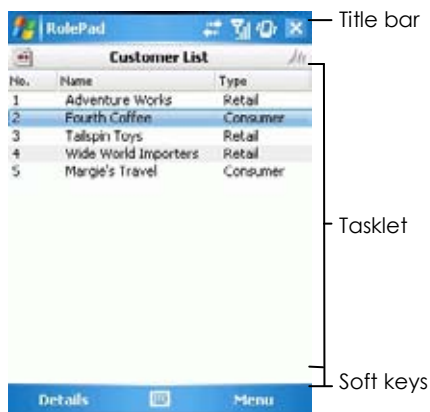 RolePad
Title bar
Customer List
No. Name Type
1 Adventure Works Retail
2 Fourth Coffee Consumer
3 Tailspin Toys Retail
4 Wide World Importers Retail
5 Margie's Travel Consumer
Tasklet
Soft keys
Details Menu